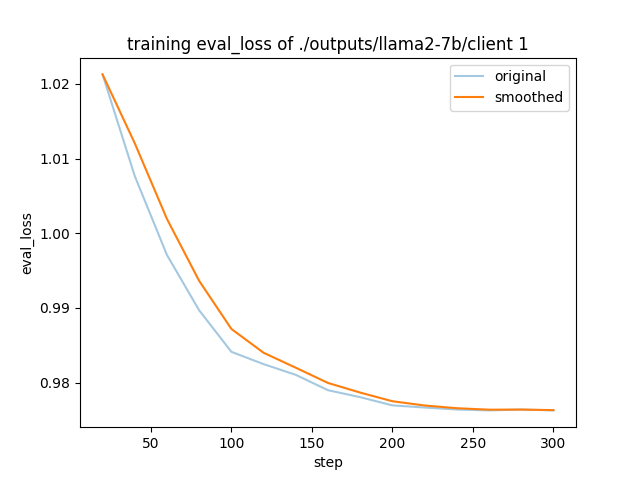 training eval_loss of ./outputs/llama2-7b/client 1
original
smoothed
1.02
1.01
1.00
0.99
0.98
eval_loss
50
100
150
200
250
300
step